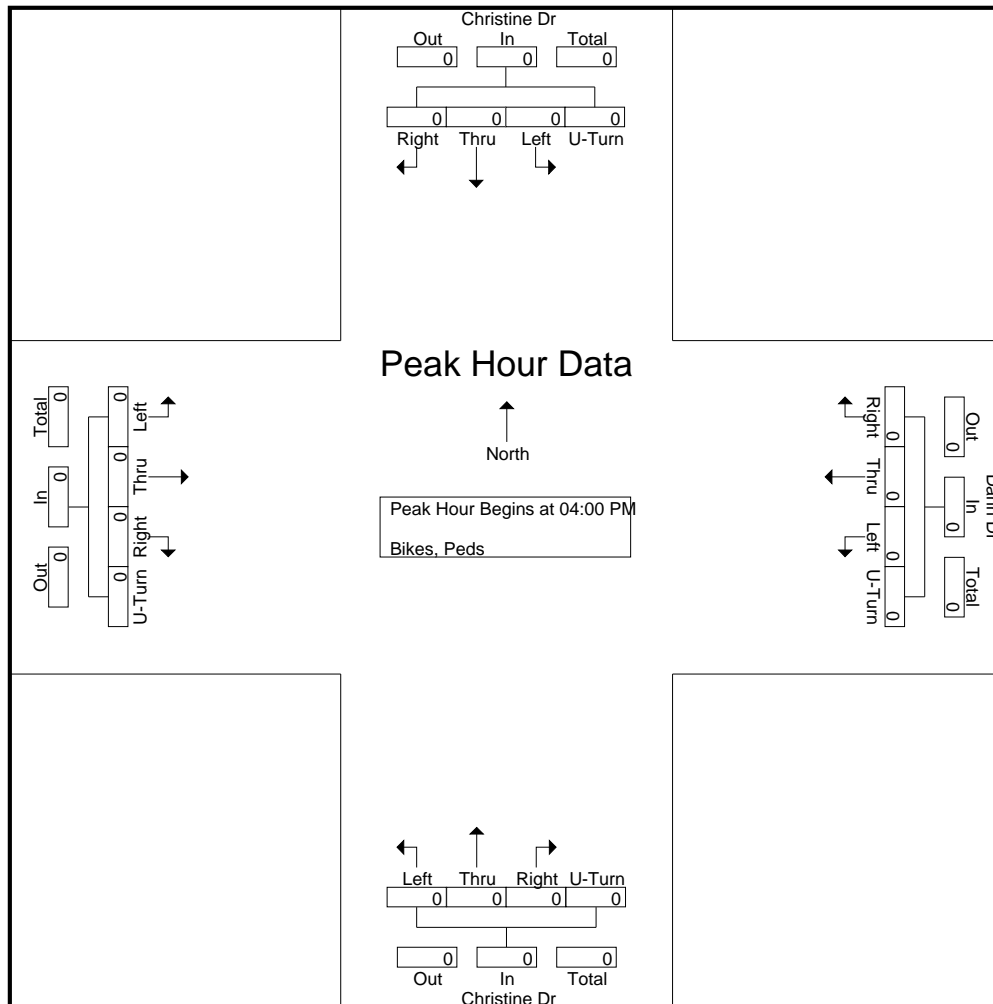 Christine Dr
Out In Total
0 0 0
0 0 0 0
Right Thru Left U-Turn
Peak Hour Data
North
Peak Hour Begins at 04:00 PM
Bikes, Peds
Total In Out
0 0 0
0 0 0 0
Left Thru Right U-Turn
Right Thru Left U-Turn
0 0 0 0
Out In Total
0 0 0
Dr
Left Thru Right U-Turn
0 0 0 0
0 0 0
Out In Total
Christine Dr